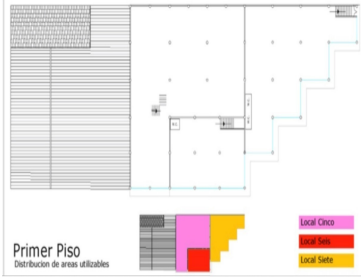 Primer Piso
Distribucion de areas utilizables
Local Cinco
Local Seis
Local Siete